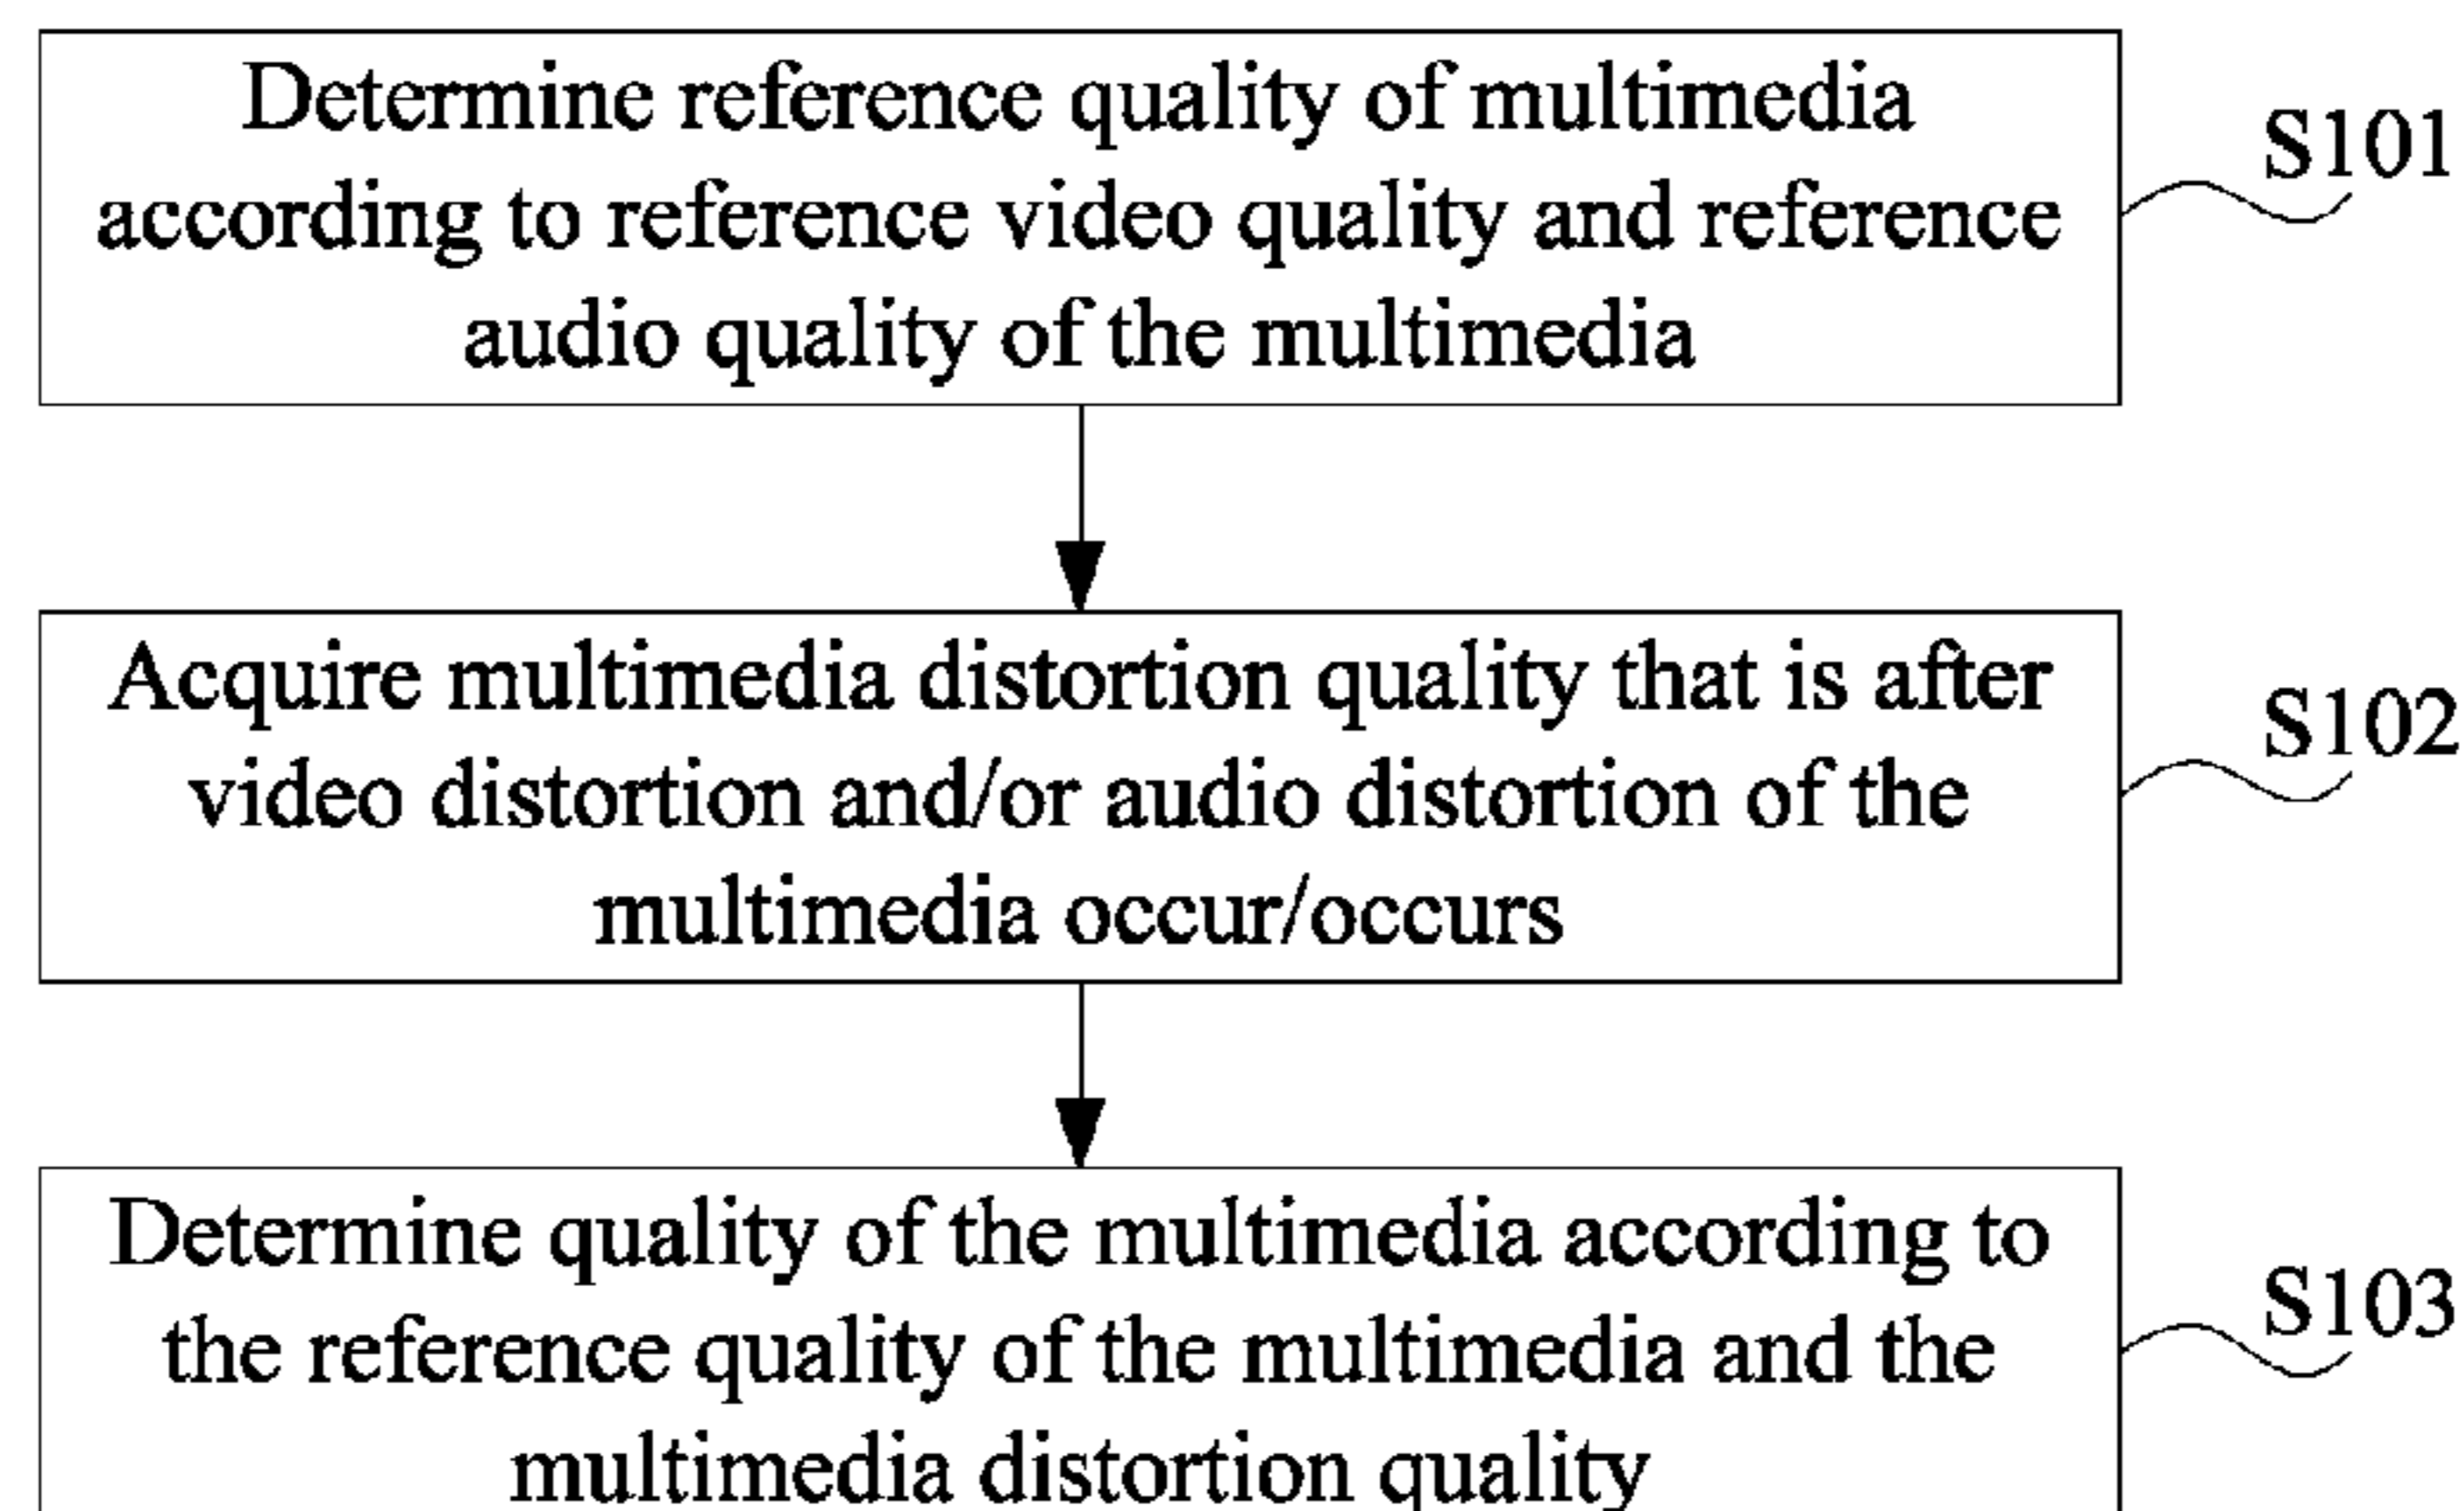 Determine reference quality of multimedia
according to reference video quality and reference
audio quality of the multimedia
S101
Acquire multimedia distortion quality that is after
video distortion and/or audio distortion of the
multimedia occur/occurs
S102
Determine quality of the multimedia according to
the reference quality of the multimedia and the
multimedia distortion quality
S103